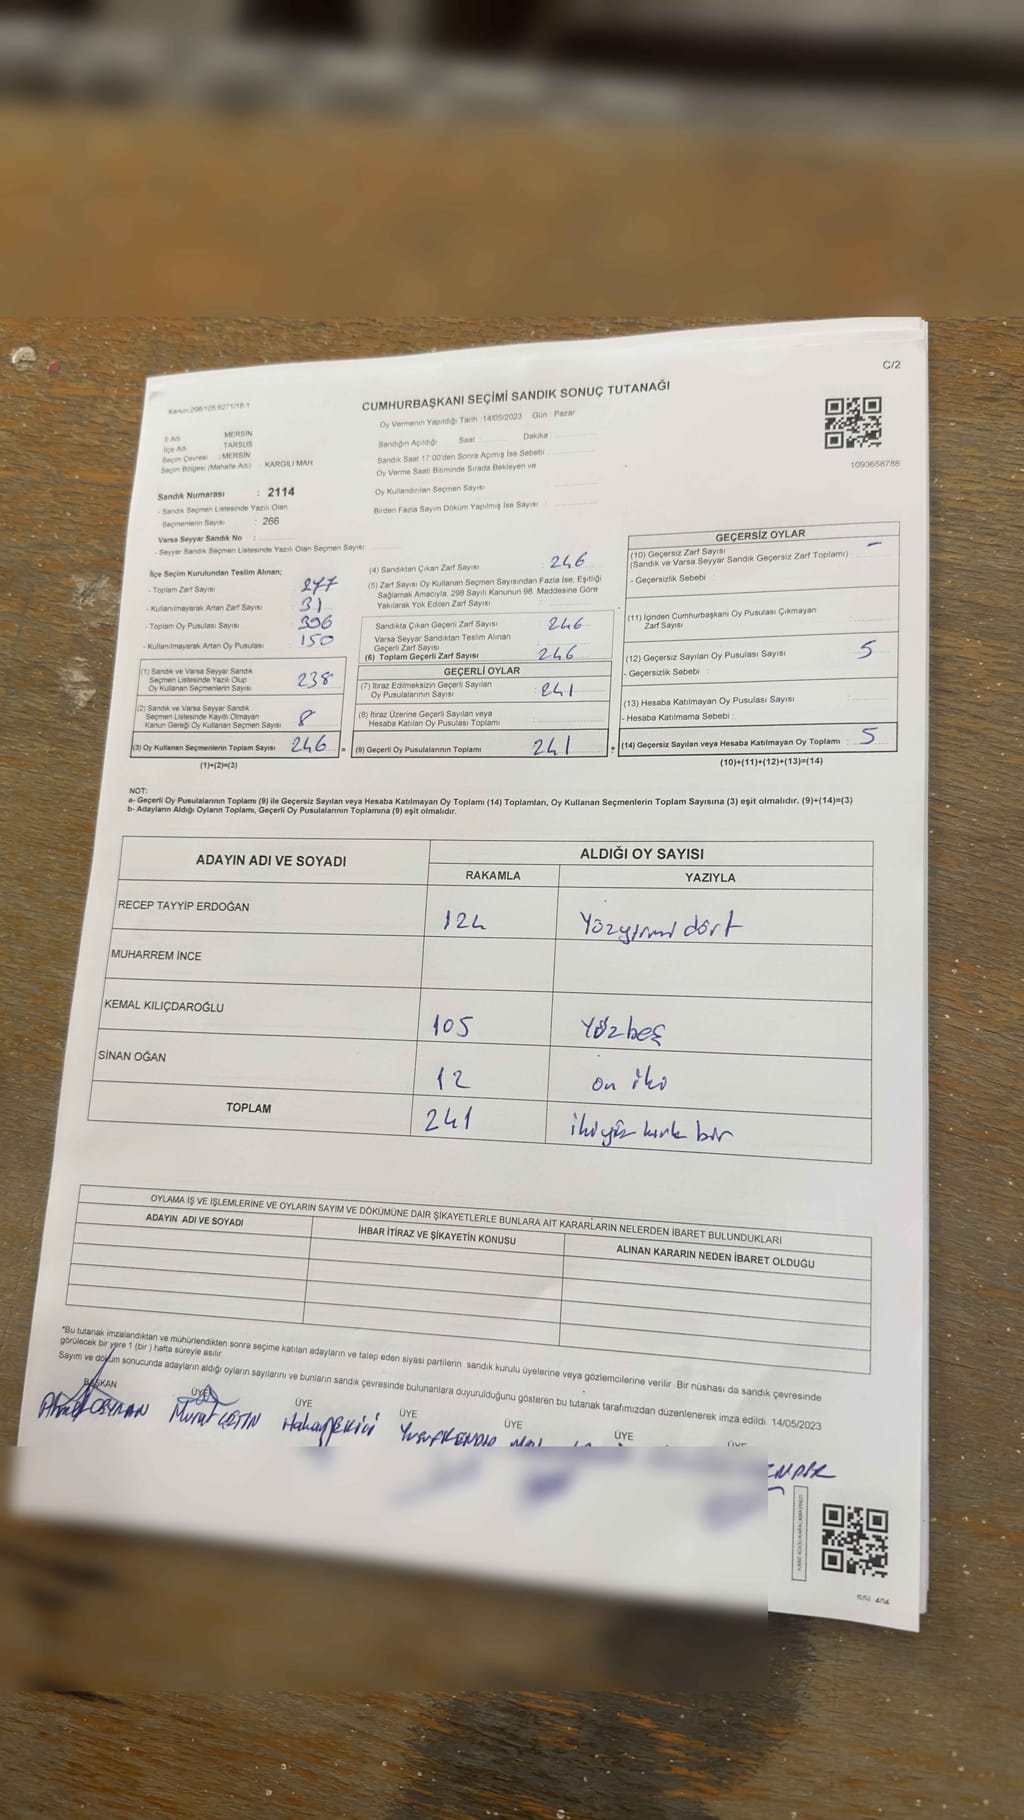 C/2
Kanun:298/105;6271/18-1
CUMHURBAŞKANI SEÇİMİ SANDIK SONUÇ TUTANAĞI
Oy Vermenin Yapıldığı Tarih :14/05/2023 Gün : Pazar
İl Adı MERSİN
İlçe Adı TARSUS
Seçim Çevresi : MERSİN
Seçim Bölgesi (Mahalle Adı) KARGILI MAH
Sandığın Açıldığı Saat Dakika
Sandık Saat 17:00'den Sonra Açılmış İse Sebebi :
Oy Verme Saati Bitiminde Sırada Bekleyen ve
Oy Kullandırılan Seçmen Sayısı :
Birden Fazla Sayım Döküm Yapılmış İse Sayısı :
1093658788
Sandık Numarası : 2114
- Sandık Seçmen Listesinde Yazılı Olan
Seçmenlerin Sayısı : 266
Varsa Seyyar Sandık No :
- Seyyar Sandık Seçmen Listesinde Yazılı Olan Seçmen Sayısı:
İlçe Seçim Kurulundan Teslim Alınan;
- Toplam Zarf Sayısı : 277
- Kullanılmayarak Artan Zarf Sayısı : 31
- Toplam Oy Pusulası Sayısı : 396
- Kullanılmayarak Artan Oy Pusulası : 150
(1) Sandık ve Varsa Seyyar Sandık
Seçmen Listesinde Yazılı Olup
Oy Kullanan Seçmenlerin Sayısı : 238
(2) Sandık ve Varsa Seyyar Sandık
Seçmen Listesinde Kayıtlı Olmayan
Kanun Gereği Oy Kullanan Seçmen Sayısı : 8
(3) Oy Kullanan Seçmenlerin Toplam Sayısı : 246 =
(1)+(2)=(3)
(4) Sandıktan Çıkan Zarf Sayısı : 246
(5) Zarf Sayısı Oy Kullanan Seçmen Sayısından Fazla İse, Eşitliği
Sağlamak Amacıyla, 298 Sayılı Kanunun 98. Maddesine Göre
Yakılarak Yok Edilen Zarf Sayısı :
Sandıkta Çıkan Geçerli Zarf Sayısı : 246
Varsa Seyyar Sandıktan Teslim Alınan
Geçerli Zarf Sayısı :
(6) Toplam Geçerli Zarf Sayısı : 246
GEÇERLİ OYLAR
(7) İtiraz Edilmeksizin Geçerli Sayılan
Oy Pusulalarının Sayısı : 241
(8) İtiraz Üzerine Geçerli Sayılan veya
Hesaba Katılan Oy Pusulası Toplamı :
(9) Geçerli Oy Pusulalarının Toplamı : 241 +
GEÇERSİZ OYLAR
(10) Geçersiz Zarf Sayısı : -
(Sandık ve Varsa Seyyar Sandık Geçersiz Zarf Toplamı)
- Geçersizlik Sebebi :
(11) İçinden Cumhurbaşkanı Oy Pusulası Çıkmayan
Zarf Sayısı :
(12) Geçersiz Sayılan Oy Pusulası Sayısı : 5
- Geçersizlik Sebebi :
(13) Hesaba Katılmayan Oy Pusulası Sayısı :
- Hesaba Katılmama Sebebi :
(14) Geçersiz Sayılan veya Hesaba Katılmayan Oy Toplamı : 5
(10)+(11)+(12)+(13)=(14)
NOT:
a- Geçerli Oy Pusulalarının Toplamı (9) ile Geçersiz Sayılan veya Hesaba Katılmayan Oy Toplamı (14) Toplamları, Oy Kullanan Seçmenlerin Toplam Sayısına (3) eşit olmalıdır. (9)+(14)=(3)
b- Adayların Aldığı Oyların Toplamı, Geçerli Oy Pusulalarının Toplamına (9) eşit olmalıdır.
ADAYIN ADI VE SOYADI ALDIĞI OY SAYISI
RAKAMLA YAZIYLA
RECEP TAYYİP ERDOĞAN 124 Yüzyirmi dört
MUHARREM İNCE
KEMAL KILIÇDAROĞLU 105 Yüzbeş
SİNAN OĞAN 12 on iki
TOPLAM 241 ikiyüz kırk bir
OYLAMA İŞ VE İŞLEMLERİNE VE OYLARIN SAYIM VE DÖKÜMÜNE DAİR ŞİKAYETLERLE BUNLARA AİT KARARLARIN NELERDEN İBARET BULUNDUKLARI
ADAYIN ADI VE SOYADI İHBAR İTİRAZ VE ŞİKAYETİN KONUSU ALINAN KARARIN NEDEN İBARET OLDUĞU
*Bu tutanak imzalandıktan ve mühürlendikten sonra seçime katılan adayların ve talep eden siyasi partilerin sandık kurulu üyelerine veya gözlemcilerine verilir. Bir nüshası da sandık çevresinde
görülecek bir yere 1 (bir ) hafta süreyle asılır.
Sayım ve döküm sonucunda adayların aldığı oyların sayılarını ve bunların sandık çevresinde bulunanlara duyurulduğunu gösteren bu tutanak tarafımızdan düzenlenerek imza edildi. 14/05/2023
BAŞKAN ÜYE ÜYE ÜYE ÜYE ÜYE ÜYE
Murat ÇETİN